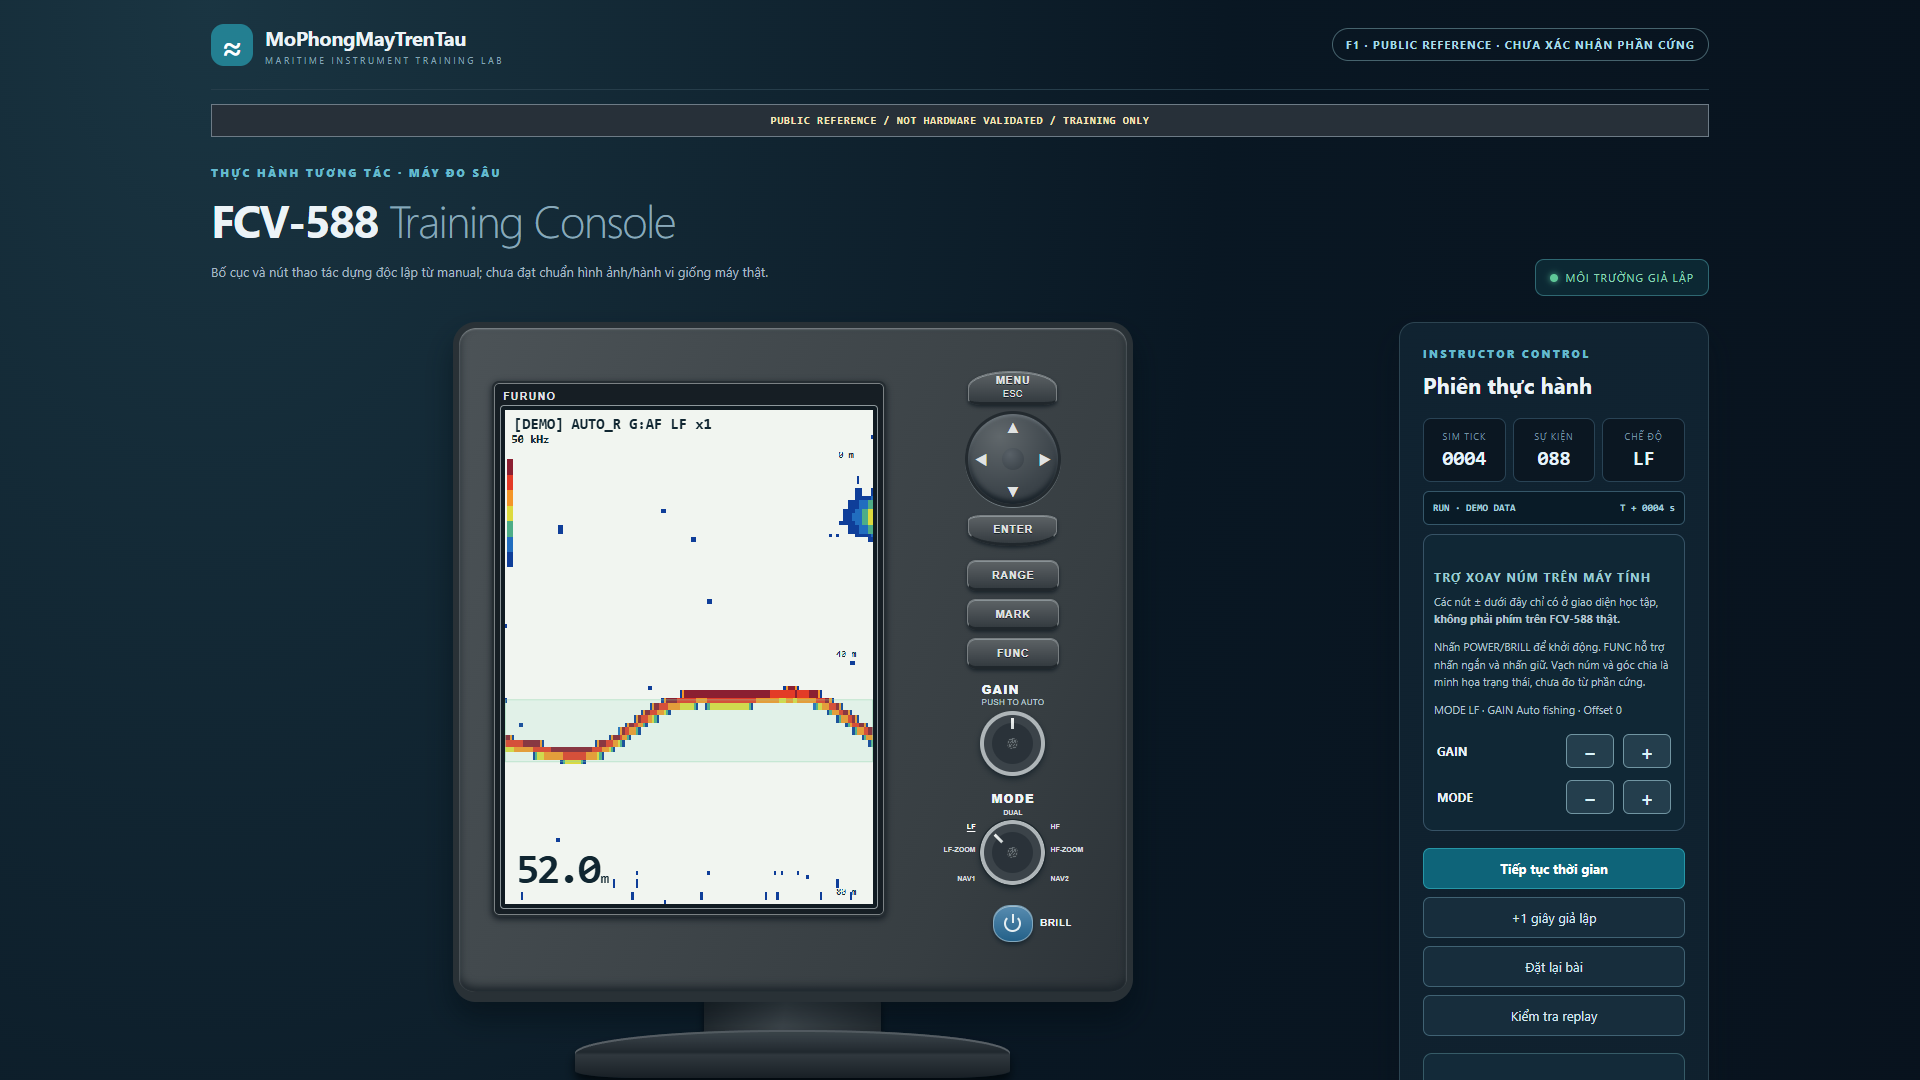 MoPhongMayTrenTau
MARITIME INSTRUMENT TRAINING LAB
F1 · PUBLIC REFERENCE · CHƯA XÁC NHẬN PHẦN CỨNG
PUBLIC REFERENCE / NOT HARDWARE VALIDATED / TRAINING ONLY
THỰC HÀNH TƯƠNG TÁC · MÁY ĐO SÂU
FCV-588 Training Console
Bố cục và nút thao tác dựng độc lập từ manual; chưa đạt chuẩn hình ảnh/hành vi giống máy thật.
MÔI TRƯỜNG GIẢ LẬP
FURUNO
[DEMO] AUTO_R G:AF LF x1
50 kHz
0 m
40 m
80 m
52.0m
MENU
ESC
ENTER
RANGE
MARK
FUNC
GAIN
PUSH TO AUTO
MODE
DUAL
LF
HF
LF-ZOOM
HF-ZOOM
NAV1
NAV2
BRILL
INSTRUCTOR CONTROL
Phiên thực hành
SIM TICK
0004
SỰ KIỆN
088
CHẾ ĐỘ
LF
RUN · DEMO DATA
T + 0004 s
TRỢ XOAY NÚM TRÊN MÁY TÍNH
Các nút ± dưới đây chỉ có ở giao diện học tập,
không phải phím trên FCV-588 thật.
Nhấn POWER/BRILL để khởi động. FUNC hỗ trợ
nhấn ngắn và nhấn giữ. Vạch núm và góc chia là
minh họa trạng thái, chưa đo từ phần cứng.
MODE LF · GAIN Auto fishing · Offset 0
GAIN
−
+
MODE
−
+
Tiếp tục thời gian
+1 giây giả lập
Đặt lại bài
Kiểm tra replay